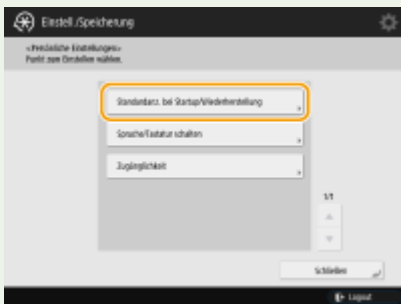 Einstell./Speicherung
<Persönliche Einstellungen>
Punkt zum Einstellen wählen.
Standardanz. bei Startup/Wiederherstellung
Sprache/Tastatur schalten
Zugänglichkeit
1/1
Schließen
Logout